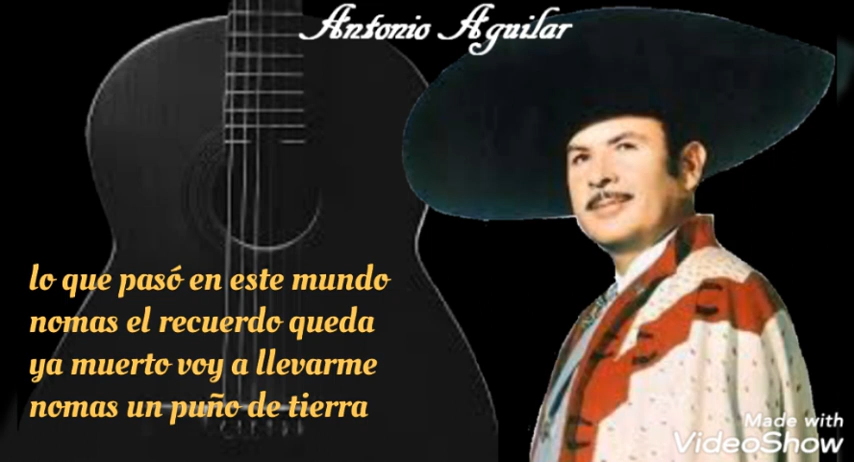 Antonio Aguilar
lo que pasó en este mundo
nomas el recuerdo queda
ya muerto voy a llevarme
nomas un puño de tierra
Made with
VideoShow